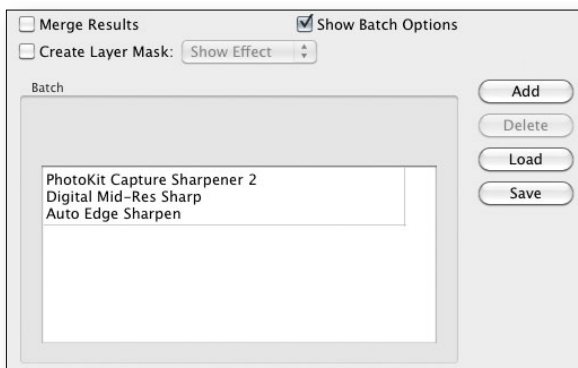 Merge Results Show Batch Options
Create Layer Mask: Show Effect
Batch
Add
Delete
Load
Save
PhotoKit Capture Sharpener 2
Digital Mid-Res Sharp
Auto Edge Sharpen